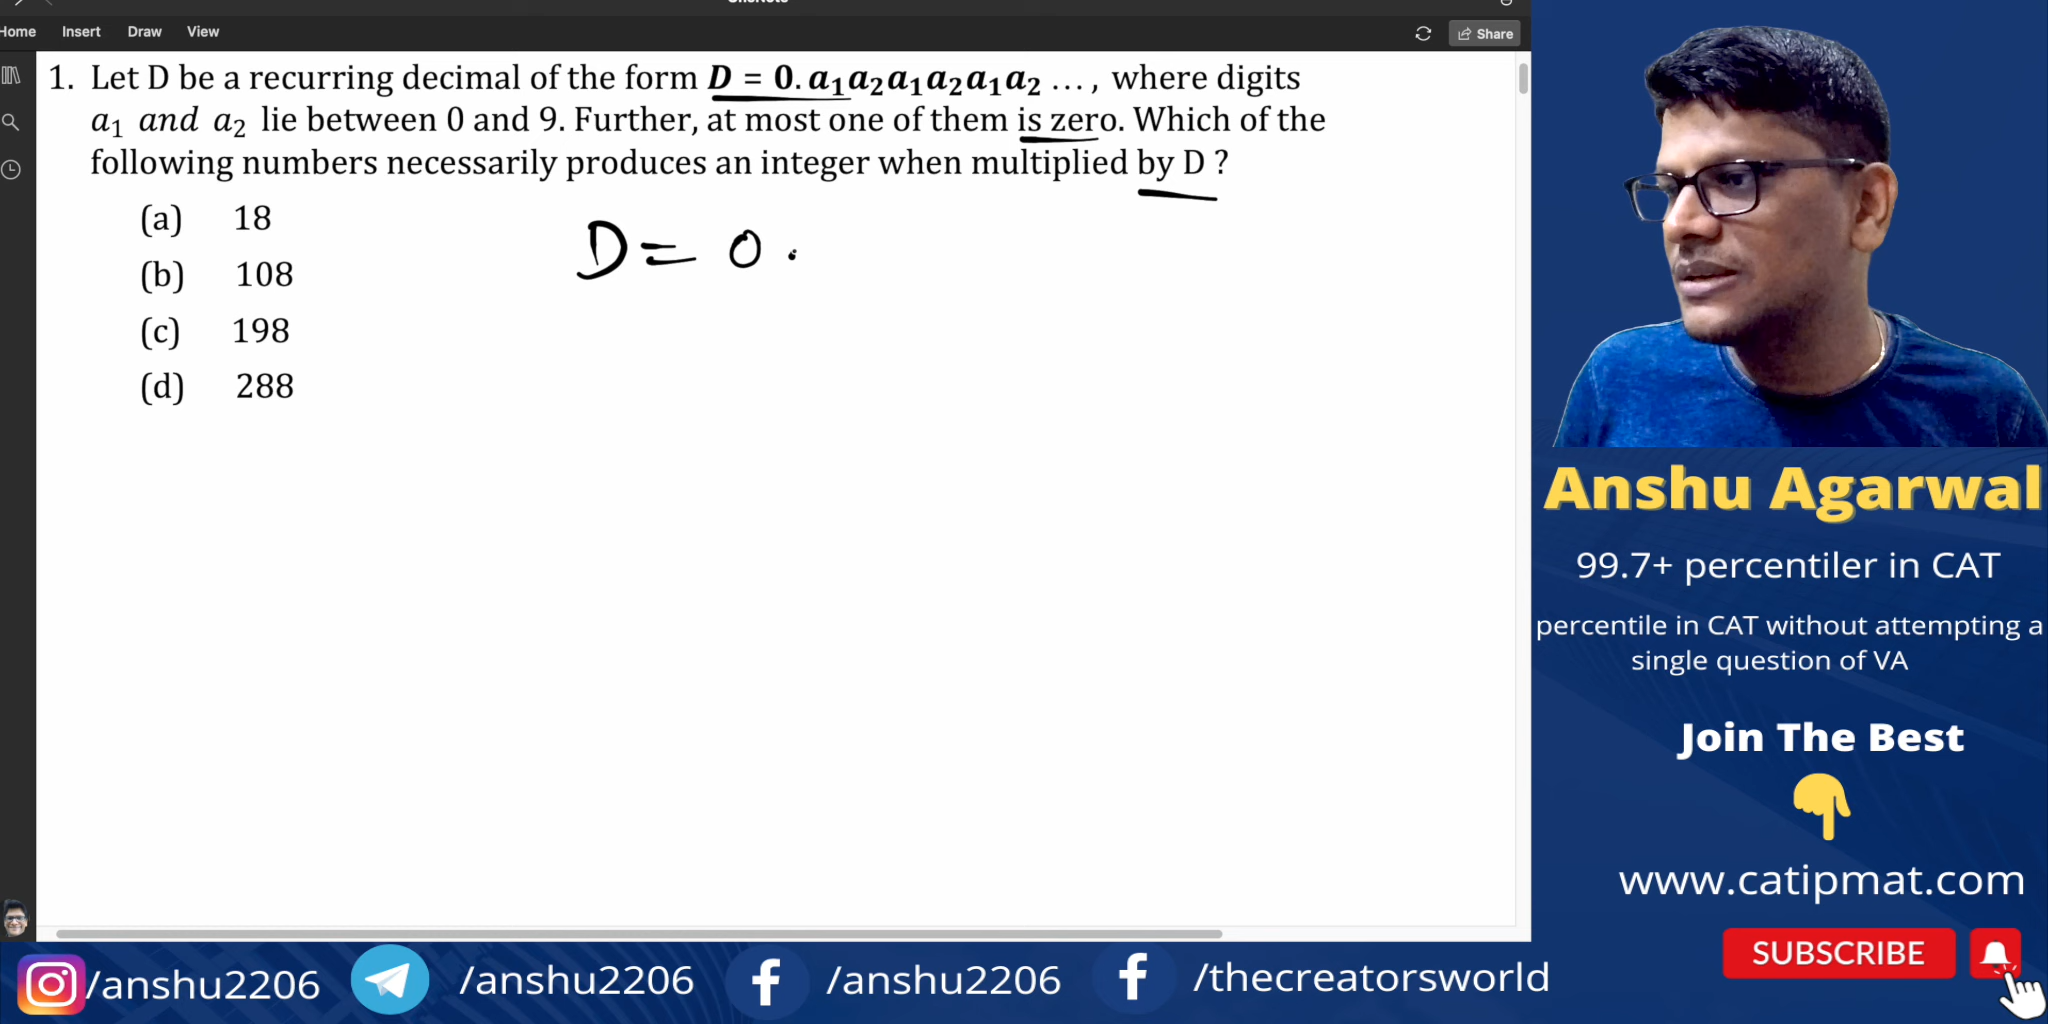 Home Insert Draw View Share
1. Let D be a recurring decimal of the form D = 0. a₁a₂a₁a₂a₁a₂ …, where digits
a₁ and a₂ lie between 0 and 9. Further, at most one of them is zero. Which of the
following numbers necessarily produces an integer when multiplied by D ?
(a) 18
(b) 108
(c) 198
(d) 288
D = 0 .
Anshu Agarwal
99.7+ percentiler in CAT
percentile in CAT without attempting a
single question of VA
Join The Best
www.catipmat.com
SUBSCRIBE
/anshu2206 /anshu2206 /anshu2206 /thecreatorsworld